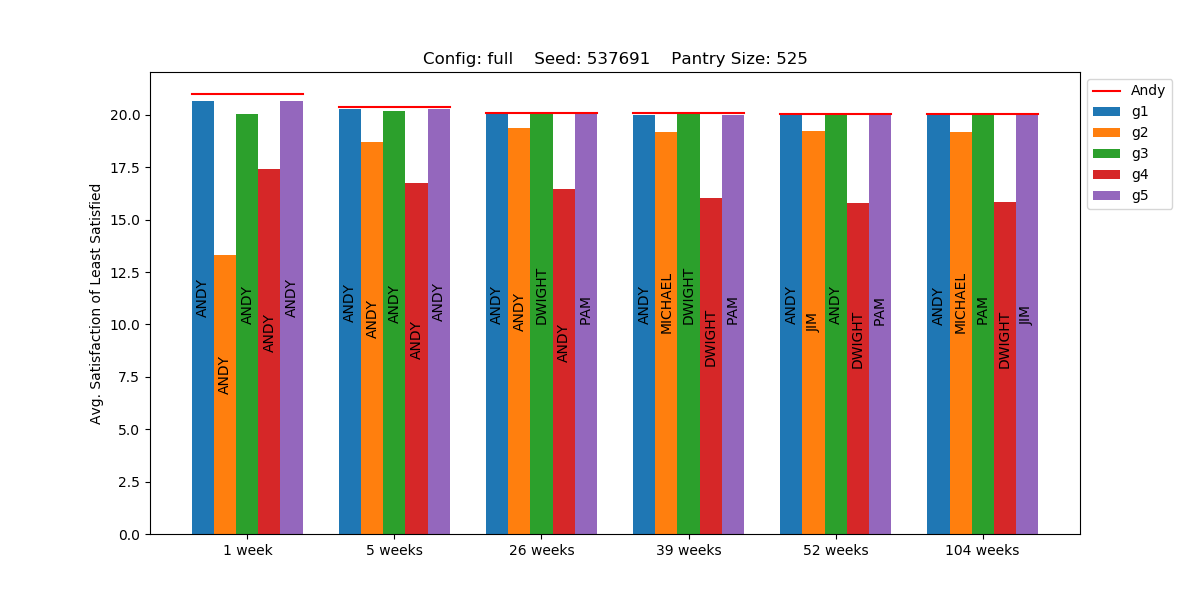 Config: full    Seed: 537691    Pantry Size: 525
Avg. Satisfaction of Least Satisfied
20.0
17.5
15.0
12.5
10.0
7.5
5.0
2.5
0.0
ANDY
ANDY
ANDY
ANDY
ANDY
ANDY
ANDY
ANDY
ANDY
ANDY
ANDY
ANDY
DWIGHT
ANDY
PAM
ANDY
MICHAEL
DWIGHT
DWIGHT
PAM
ANDY
JIM
ANDY
DWIGHT
PAM
ANDY
MICHAEL
PAM
DWIGHT
JIM
1 week
5 weeks
26 weeks
39 weeks
52 weeks
104 weeks
Andy
g1
g2
g3
g4
g5